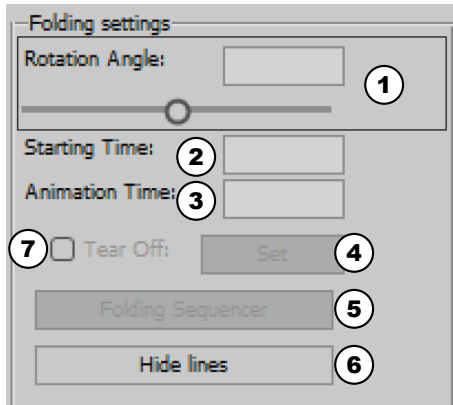 Folding settings
Rotation Angle:
1
Starting Time: 2
Animation Time: 3
7 Tear Off: Set 4
Folding Sequencer 5
Hide lines 6